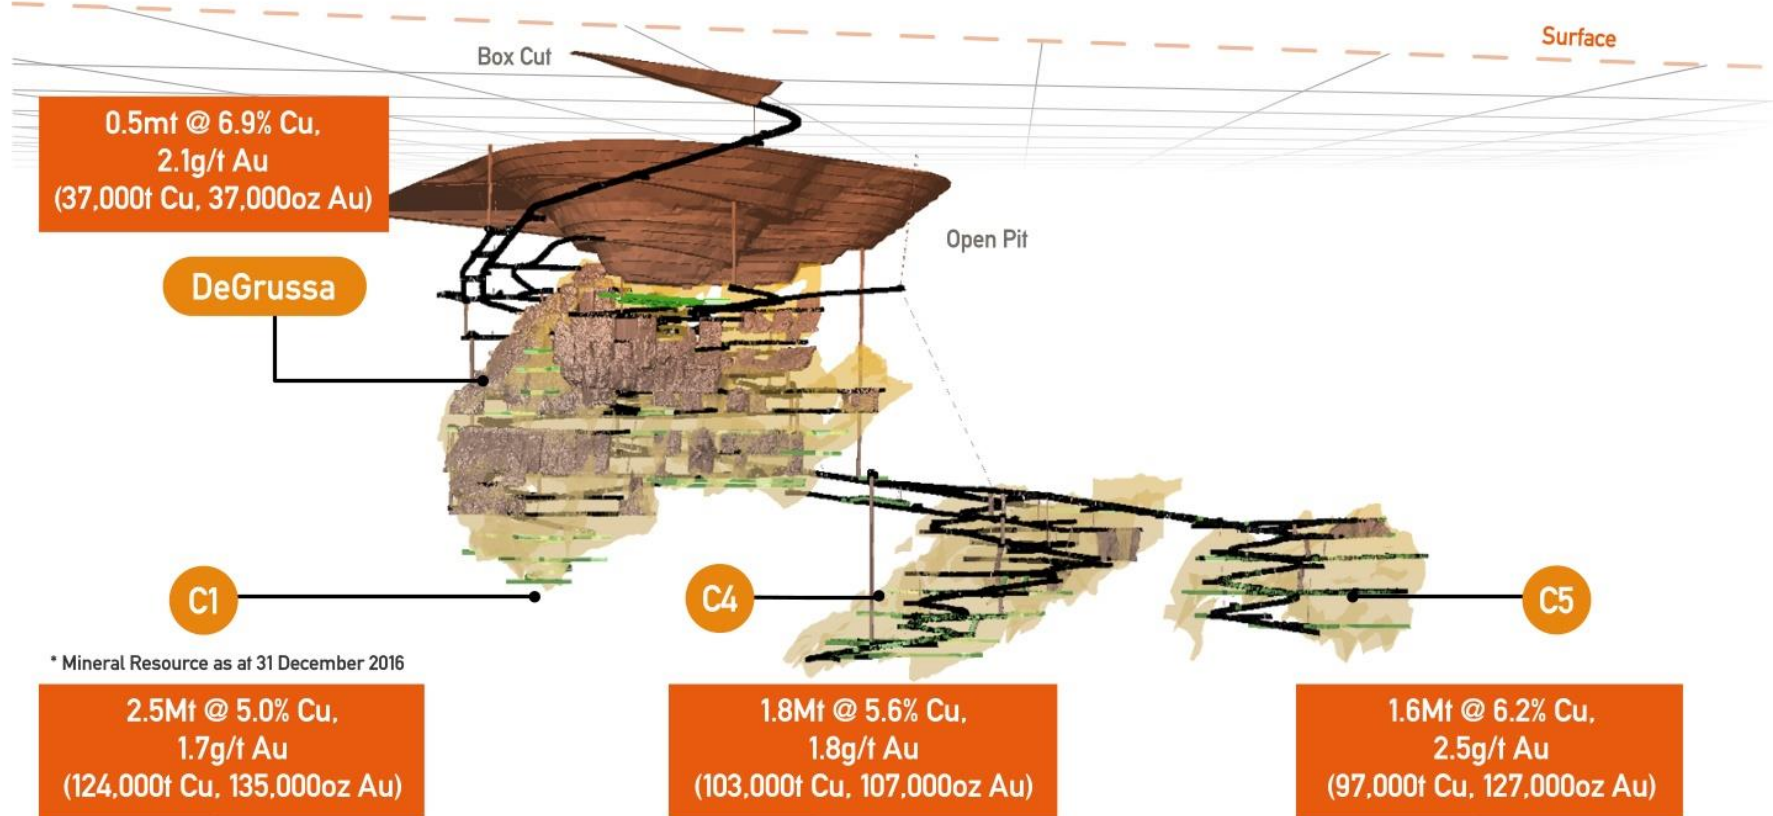 Surface
Box Cut
0.5mt @ 6.9% Cu,
2.1g/t Au
(37,000t Cu, 37,000oz Au)
Open Pit
DeGrussa
C1
C4
C5
* Mineral Resource as at 31 December 2016
2.5Mt @ 5.0% Cu,
1.7g/t Au
(124,000t Cu, 135,000oz Au)
1.8Mt @ 5.6% Cu,
1.8g/t Au
(103,000t Cu, 107,000oz Au)
1.6Mt @ 6.2% Cu,
2.5g/t Au
(97,000t Cu, 127,000oz Au)